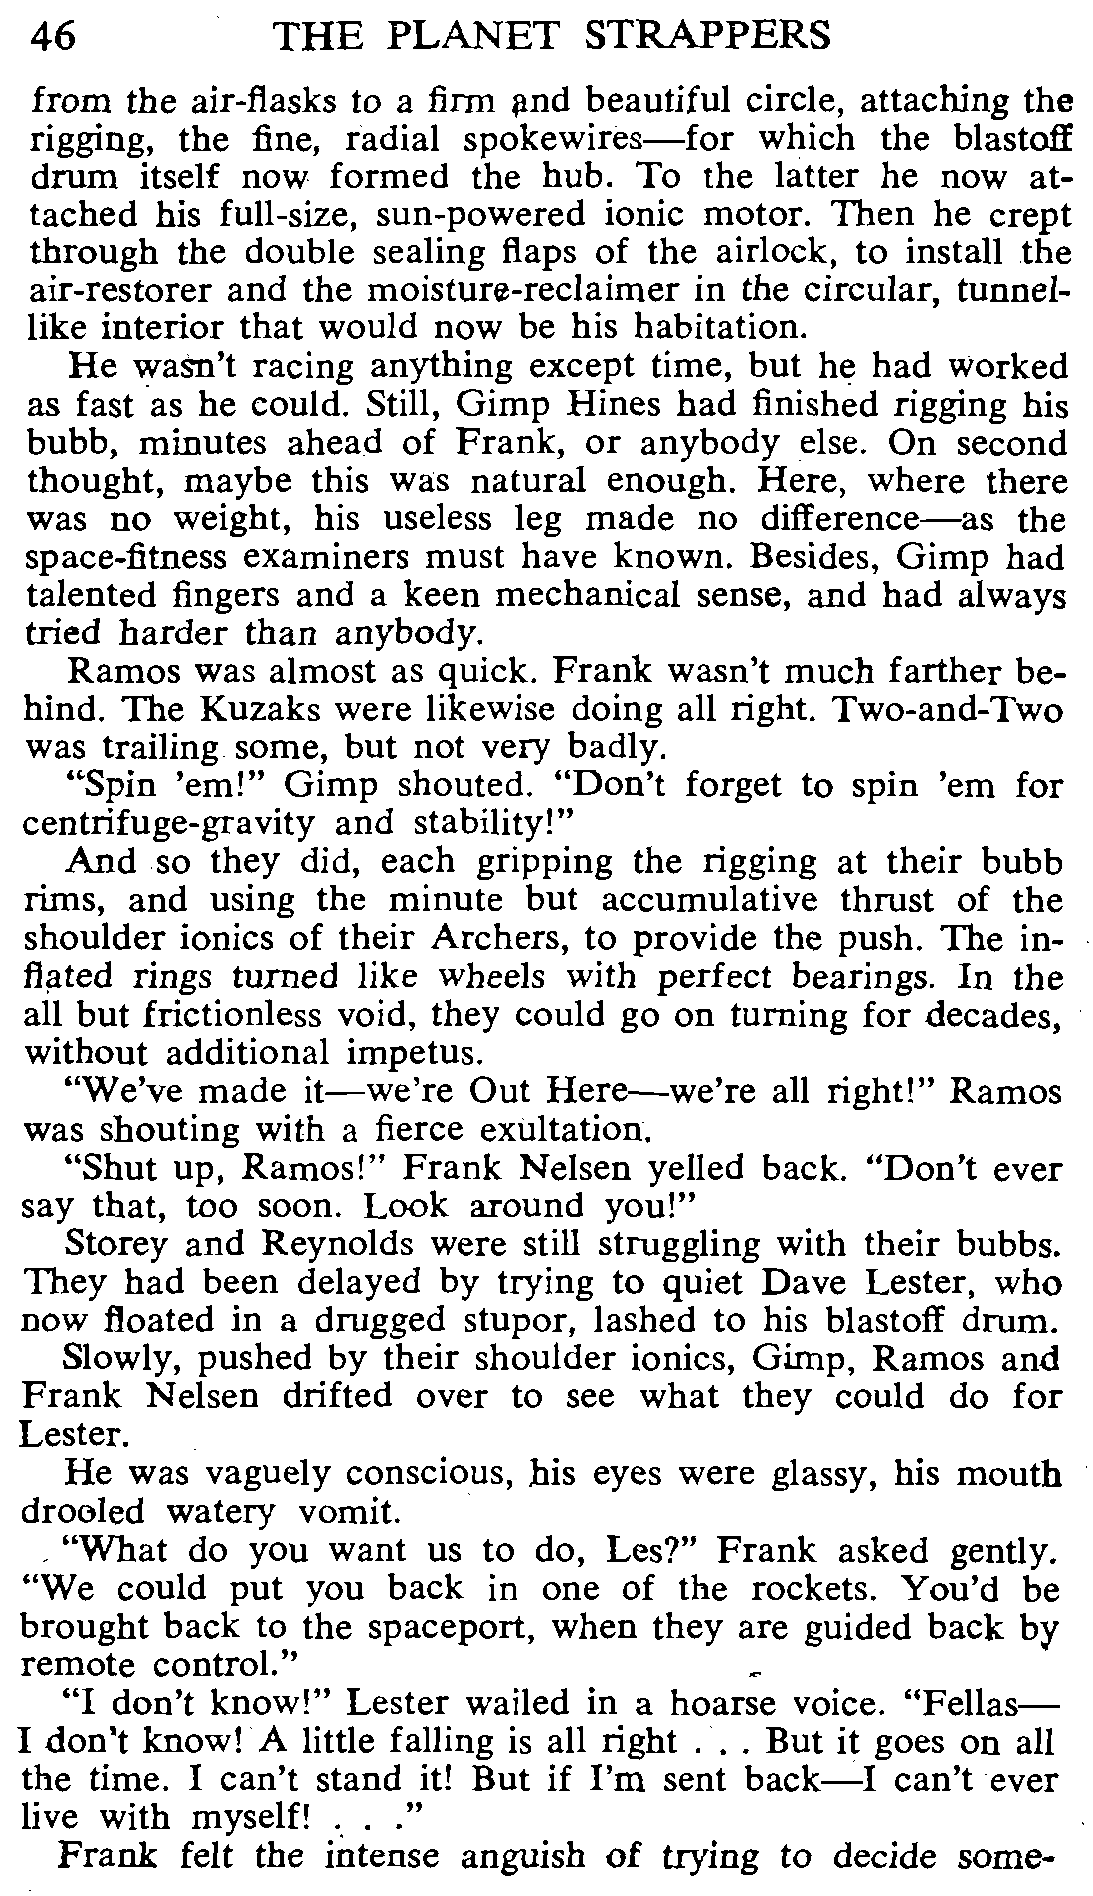 46 THE PLANET STRAPPERS
from the air-flasks to a firm and beautiful circle, attaching the
rigging, the fine, radial spokewires—for which the blastoff
drum itself now formed the hub. To the latter he now at-
tached his full-size, sun-powered ionic motor. Then he crept
through the double sealing flaps of the airlock, to install the
air-restorer and the moisture-reclaimer in the circular, tunnel-
like interior that would now be his habitation.
He wasn't racing anything except time, but he had worked
as fast as he could. Still, Gimp Hines had finished rigging his
bubb, minutes ahead of Frank, or anybody else. On second
thought, maybe this was natural enough. Here, where there
was no weight, his useless leg made no difference—as the
space-fitness examiners must have known. Besides, Gimp had
talented fingers and a keen mechanical sense, and had always
tried harder than anybody.
Ramos was almost as quick. Frank wasn't much farther be-
hind. The Kuzaks were likewise doing all right. Two-and-Two
was trailing some, but not very badly.
“Spin ’em!” Gimp shouted. “Don't forget to spin ’em for
centrifuge-gravity and stability!”
And so they did, each gripping the rigging at their bubb
rims, and using the minute but accumulative thrust of the
shoulder ionics of their Archers, to provide the push. The in-
flated rings turned like wheels with perfect bearings. In the
all but frictionless void, they could go on turning for decades,
without additional impetus.
“We've made it—we're Out Here—we're all right!” Ramos
was shouting with a fierce exultation.
“Shut up, Ramos!” Frank Nelsen yelled back. “Don't ever
say that, too soon. Look around you!”
Storey and Reynolds were still struggling with their bubbs.
They had been delayed by trying to quiet Dave Lester, who
now floated in a drugged stupor, lashed to his blastoff drum.
Slowly, pushed by their shoulder ionics, Gimp, Ramos and
Frank Nelsen drifted over to see what they could do for
Lester.
He was vaguely conscious, his eyes were glassy, his mouth
drooled watery vomit.
“What do you want us to do, Les?” Frank asked gently.
“We could put you back in one of the rockets. You'd be
brought back to the spaceport, when they are guided back by
remote control.”
“I don't know!” Lester wailed in a hoarse voice. “Fellas—
I don't know! A little falling is all right . . . But it goes on all
the time. I can't stand it! But if I'm sent back—I can't ever
live with myself! . . .”
Frank felt the intense anguish of trying to decide some-